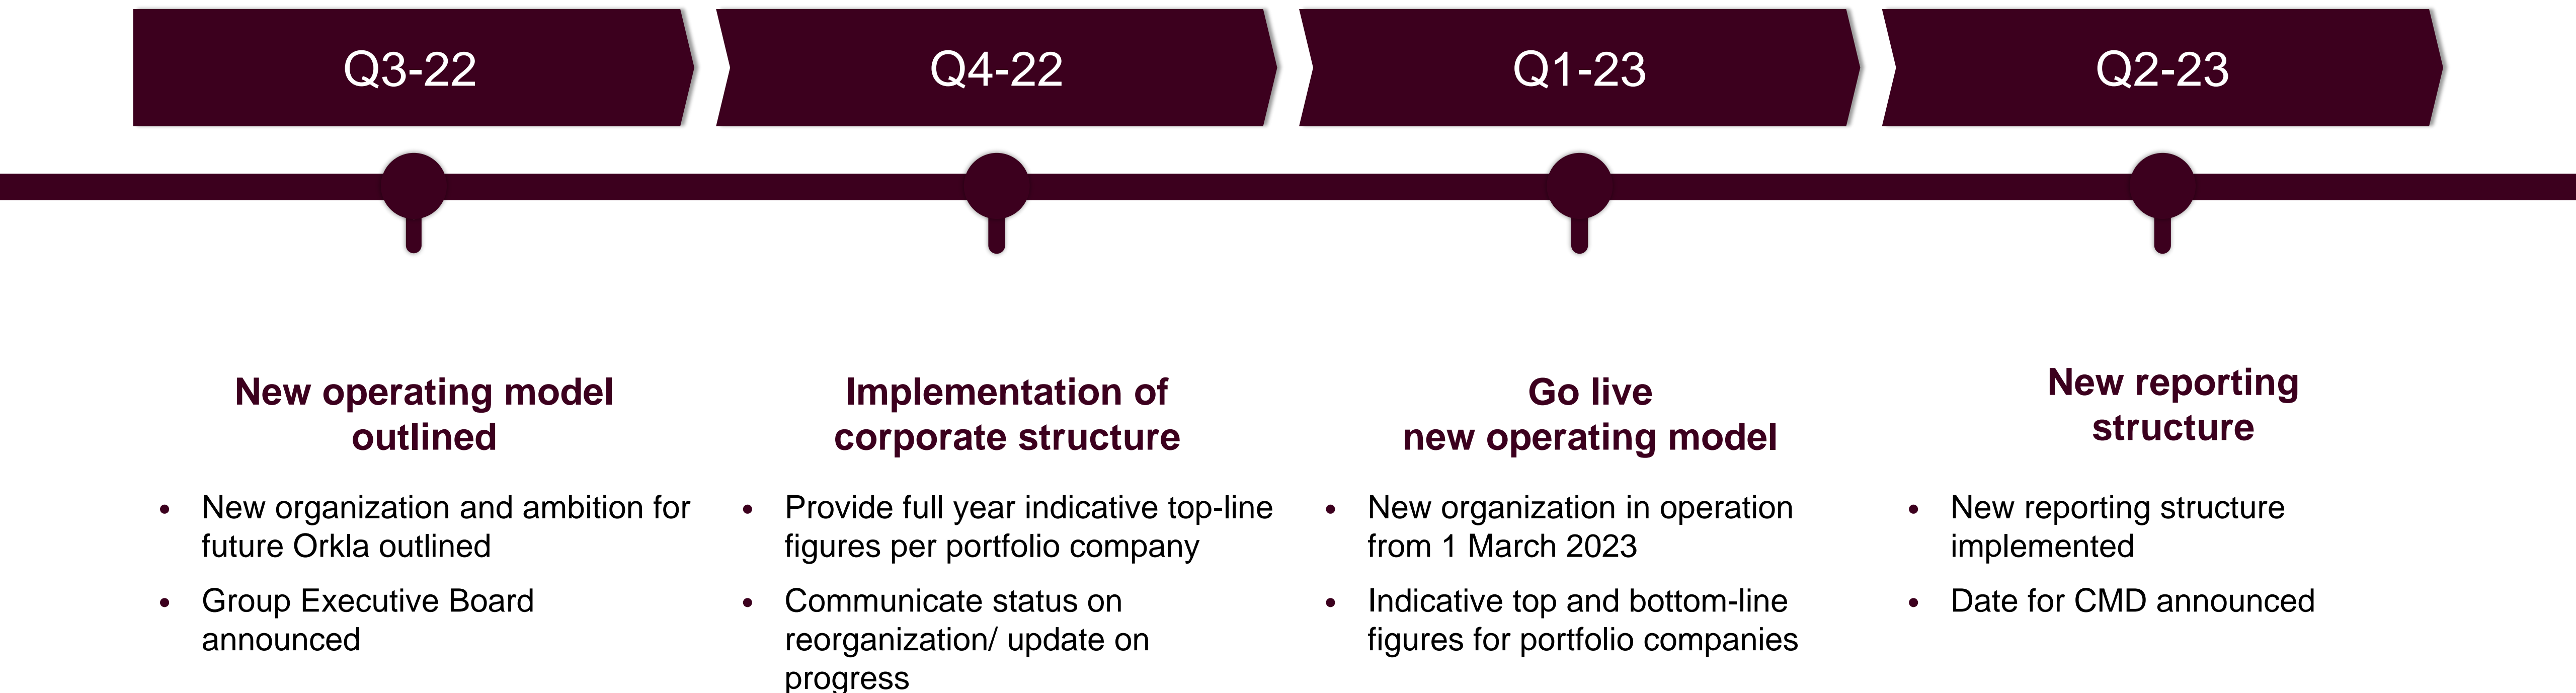 Q3-22
Q4-22
Q1-23
Q2-23
New operating model
outlined
• New organization and ambition for
future Orkla outlined
• Group Executive Board
announced
Implementation of
corporate structure
• Provide full year indicative top-line
figures per portfolio company
• Communicate status on
reorganization/ update on
progress
Go live
new operating model
• New organization in operation
from 1 March 2023
• Indicative top and bottom-line
figures for portfolio companies
New reporting
structure
• New reporting structure
implemented
• Date for CMD announced